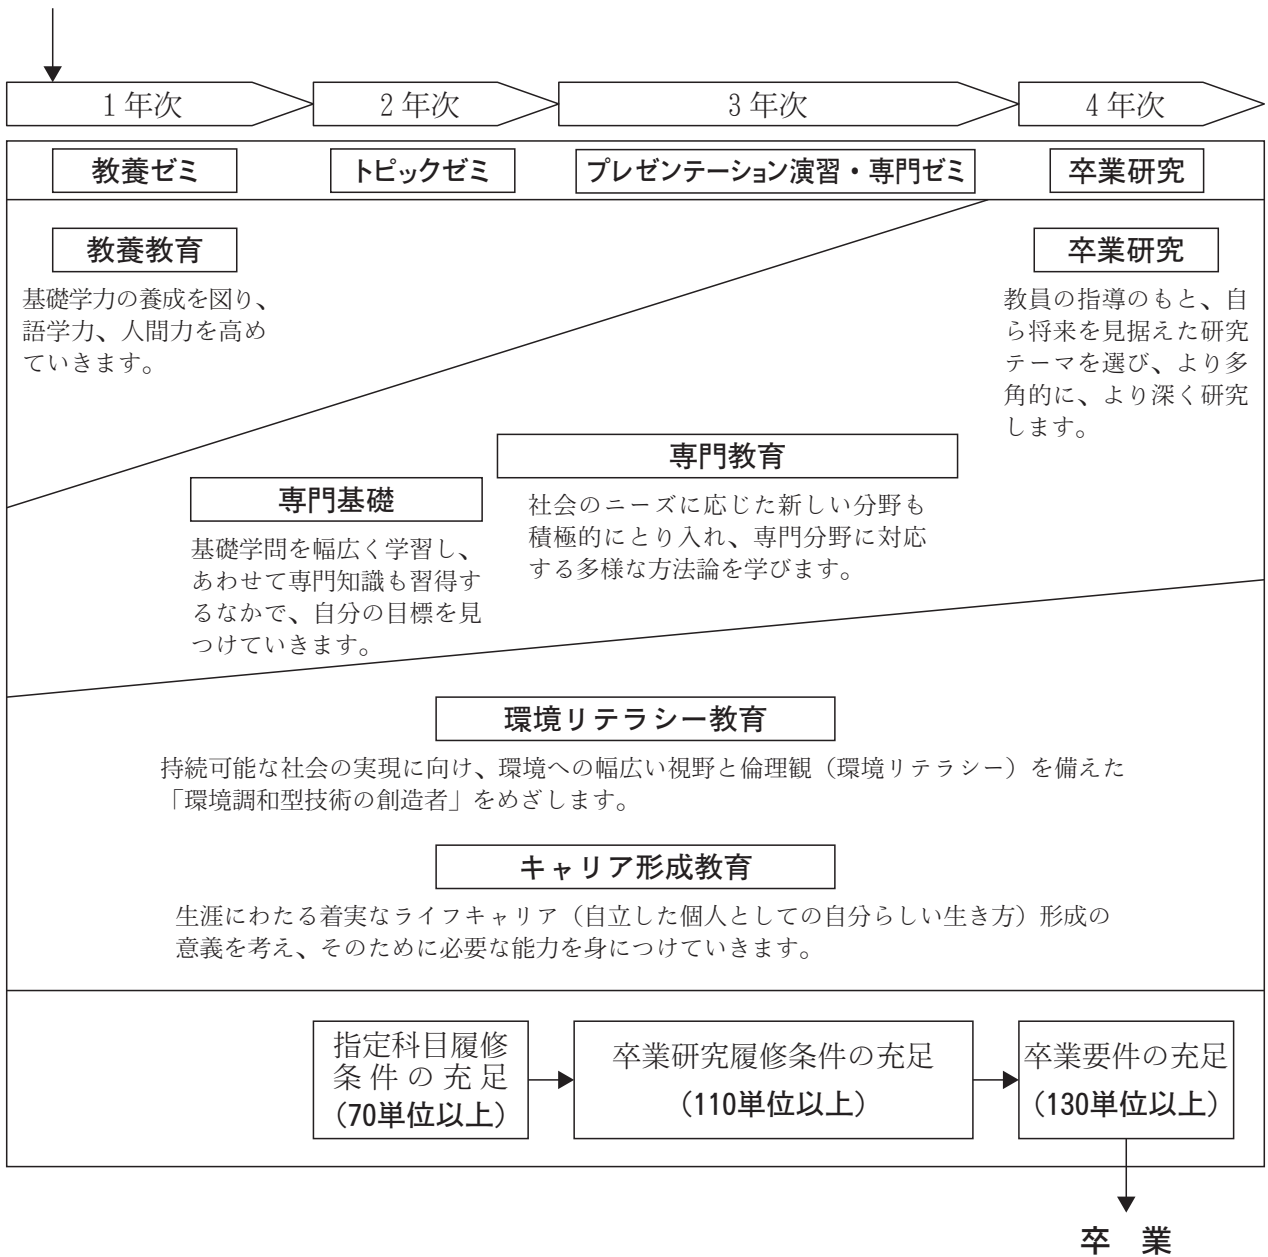 1年次
2年次
3年次
4年次
教養ゼミ
トピックゼミ
プレゼンテーション演習・専門ゼミ
卒業研究
教養教育
基礎学力の養成を図り、
語学力、人間力を高め
ていきます。
卒業研究
教員の指導のもと、自
ら将来を見据えた研究
テーマを選び、より多
角的に、より深く研究
します。
専門教育
社会のニーズに応じた新しい分野も
積極的にとり入れ、専門分野に対応
する多様な方法論を学びます。
専門基礎
基礎学問を幅広く学習し、
あわせて専門知識も習得す
るなかで、自分の目標を見
つけていきます。
環境リテラシー教育
持続可能な社会の実現に向け、環境への幅広い視野と倫理観（環境リテラシー）を備えた
「環境調和型技術の創造者」をめざします。
キャリア形成教育
生涯にわたる着実なライフキャリア（自立した個人としての自分らしい生き方）形成の
意義を考え、そのために必要な能力を身につけていきます。
指定科目履修
条件の充足
（70単位以上）
卒業研究履修条件の充足
（110単位以上）
卒業要件の充足
（130単位以上）
卒　業